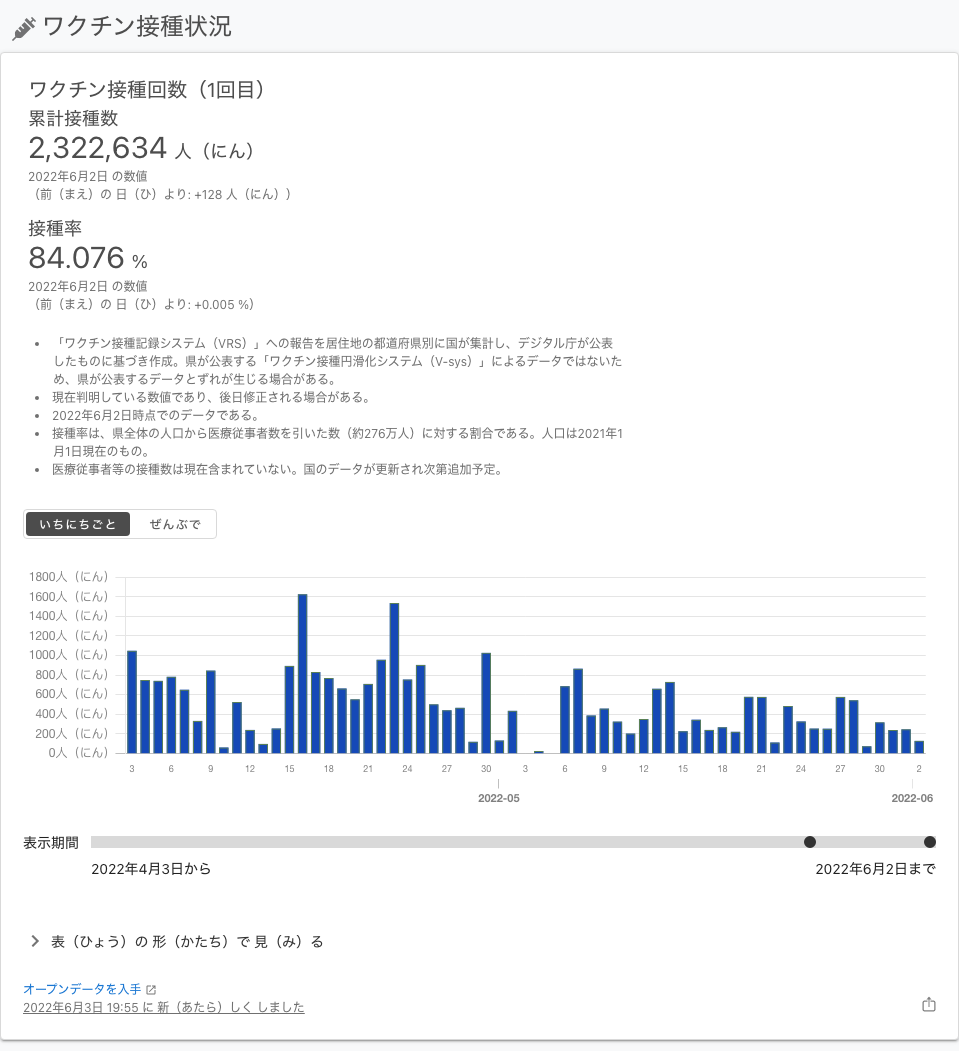 ワクチン接種状況
ワクチン接種回数（1回目）
累計接種数
2,322,634 人（にん）
2022年6月2日 の数値
（前（まえ）の 日（ひ）より: +128 人（にん））
接種率
84.076 %
2022年6月2日 の数値
（前（まえ）の 日（ひ）より: +0.005 %）
• 「ワクチン接種記録システム（VRS）」への報告を居住地の都道府県別に国が集計し、デジタル庁が公表
したものに基づき作成。県が公表する「ワクチン接種円滑化システム（V-sys）」によるデータではないた
め、県が公表するデータとずれが生じる場合がある。
• 現在判明している数値であり、後日修正される場合がある。
• 2022年6月2日時点でのデータである。
• 接種率は、県全体の人口から医療従事者数を引いた数（約276万人）に対する割合である。人口は2021年1
月1日現在のもの。
• 医療従事者等の接種数は現在含まれていない。国のデータが更新され次第追加予定。
いちにちごと ぜんぶで
1800人（にん）
1600人（にん）
1400人（にん）
1200人（にん）
1000人（にん）
800人（にん）
600人（にん）
400人（にん）
200人（にん）
0人（にん）
3 6 9 12 15 18 21 24 27 30 3 6 9 12 15 18 21 24 27 30 2
2022-05 2022-06
表示期間
2022年4月3日から 2022年6月2日まで
表（ひょう）の 形（かたち）で 見（み）る
オープンデータを入手
2022年6月3日 19:55 に 新（あたら）しく しました